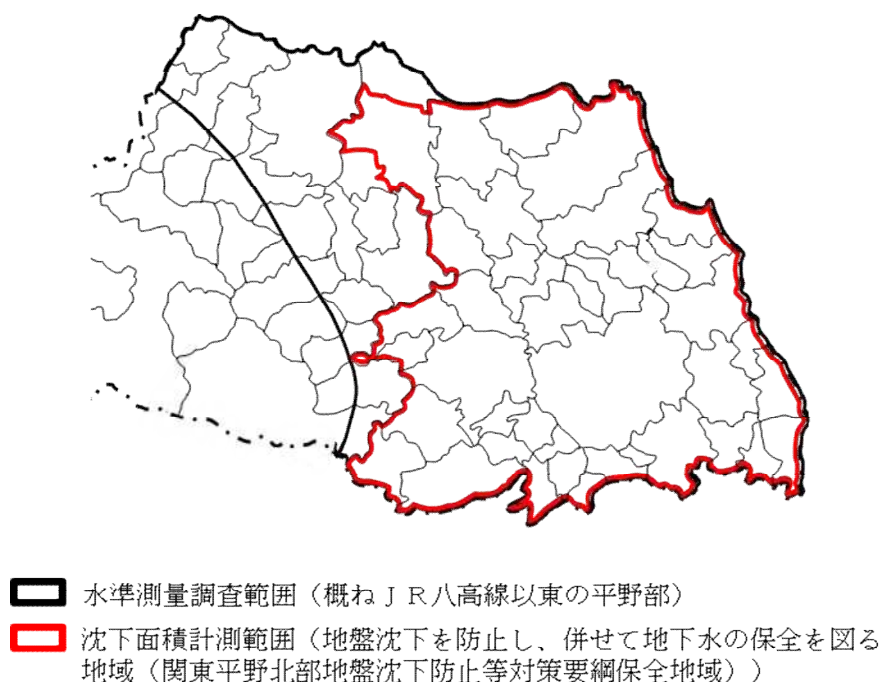 水準測量調査範囲（概ねＪＲ八高線以東の平野部）
沈下面積計測範囲（地盤沈下を防止し、併せて地下水の保全を図る
地域（関東平野北部地盤沈下防止等対策要綱保全地域））